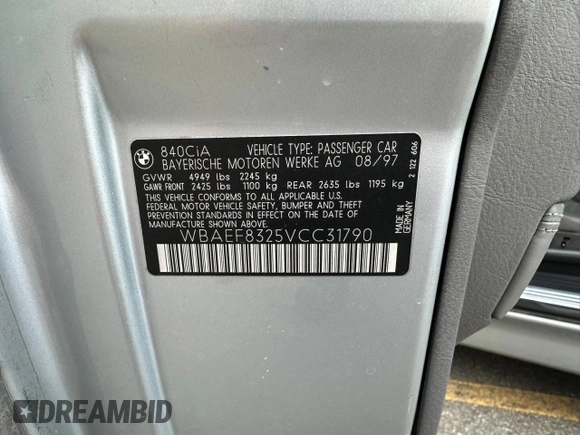 840CiA VEHICLE TYPE: PASSENGER CAR
BAYERISCHE MOTOREN WERKE AG 08/97
GVWR 4949 lbs 2245 kg
GAWR FRONT 2425 lbs 1100 kg REAR 2635 lbs 1195 kg
THIS VEHICLE CONFORMS TO ALL APPLICABLE U.S.
FEDERAL MOTOR VEHICLE SAFETY, BUMPER AND THEFT
PREVENTION STANDARDS IN EFFECT ON THE DATE OF
MANUFACTURE SHOWN ABOVE.
WBAEF8325VCC31790
2 122 606
MADE IN
GERMANY
DREAMBID